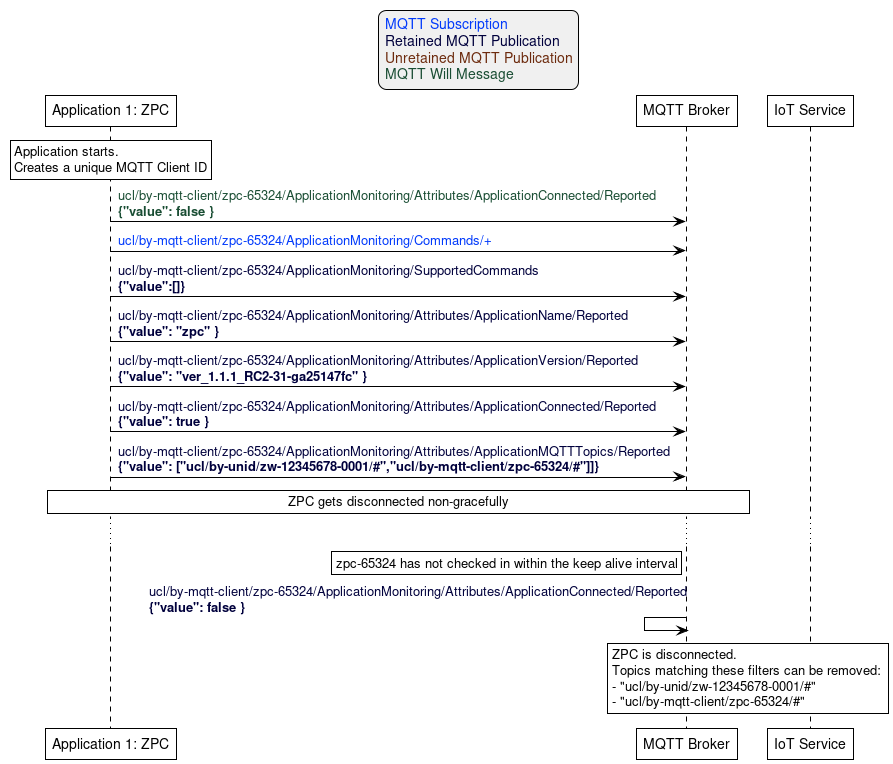 MQTT Subscription
Retained MQTT Publication
Unretained MQTT Publication
MQTT Will Message
Application 1: ZPC
MQTT Broker
IoT Service
Application starts.
Creates a unique MQTT Client ID
ucl/by-mqtt-client/zpc-65324/ApplicationMonitoring/Attributes/ApplicationConnected/Reported
{"value": false }
ucl/by-mqtt-client/zpc-65324/ApplicationMonitoring/Commands/+
ucl/by-mqtt-client/zpc-65324/ApplicationMonitoring/SupportedCommands
{"value":[]}
ucl/by-mqtt-client/zpc-65324/ApplicationMonitoring/Attributes/ApplicationName/Reported
{"value": "zpc" }
ucl/by-mqtt-client/zpc-65324/ApplicationMonitoring/Attributes/ApplicationVersion/Reported
{"value": "ver_1.1.1_RC2-31-ga25147fc" }
ucl/by-mqtt-client/zpc-65324/ApplicationMonitoring/Attributes/ApplicationConnected/Reported
{"value": true }
ucl/by-mqtt-client/zpc-65324/ApplicationMonitoring/Attributes/ApplicationMQTTTopics/Reported
{"value": ["ucl/by-unid/zw-12345678-0001/#","ucl/by-mqtt-client/zpc-65324/#"]]}
ZPC gets disconnected non-gracefully
zpc-65324 has not checked in within the keep alive interval
ucl/by-mqtt-client/zpc-65324/ApplicationMonitoring/Attributes/ApplicationConnected/Reported
{"value": false }
ZPC is disconnected.
Topics matching these filters can be removed:
- "ucl/by-unid/zw-12345678-0001/#"
- "ucl/by-mqtt-client/zpc-65324/#"
Application 1: ZPC
MQTT Broker
IoT Service